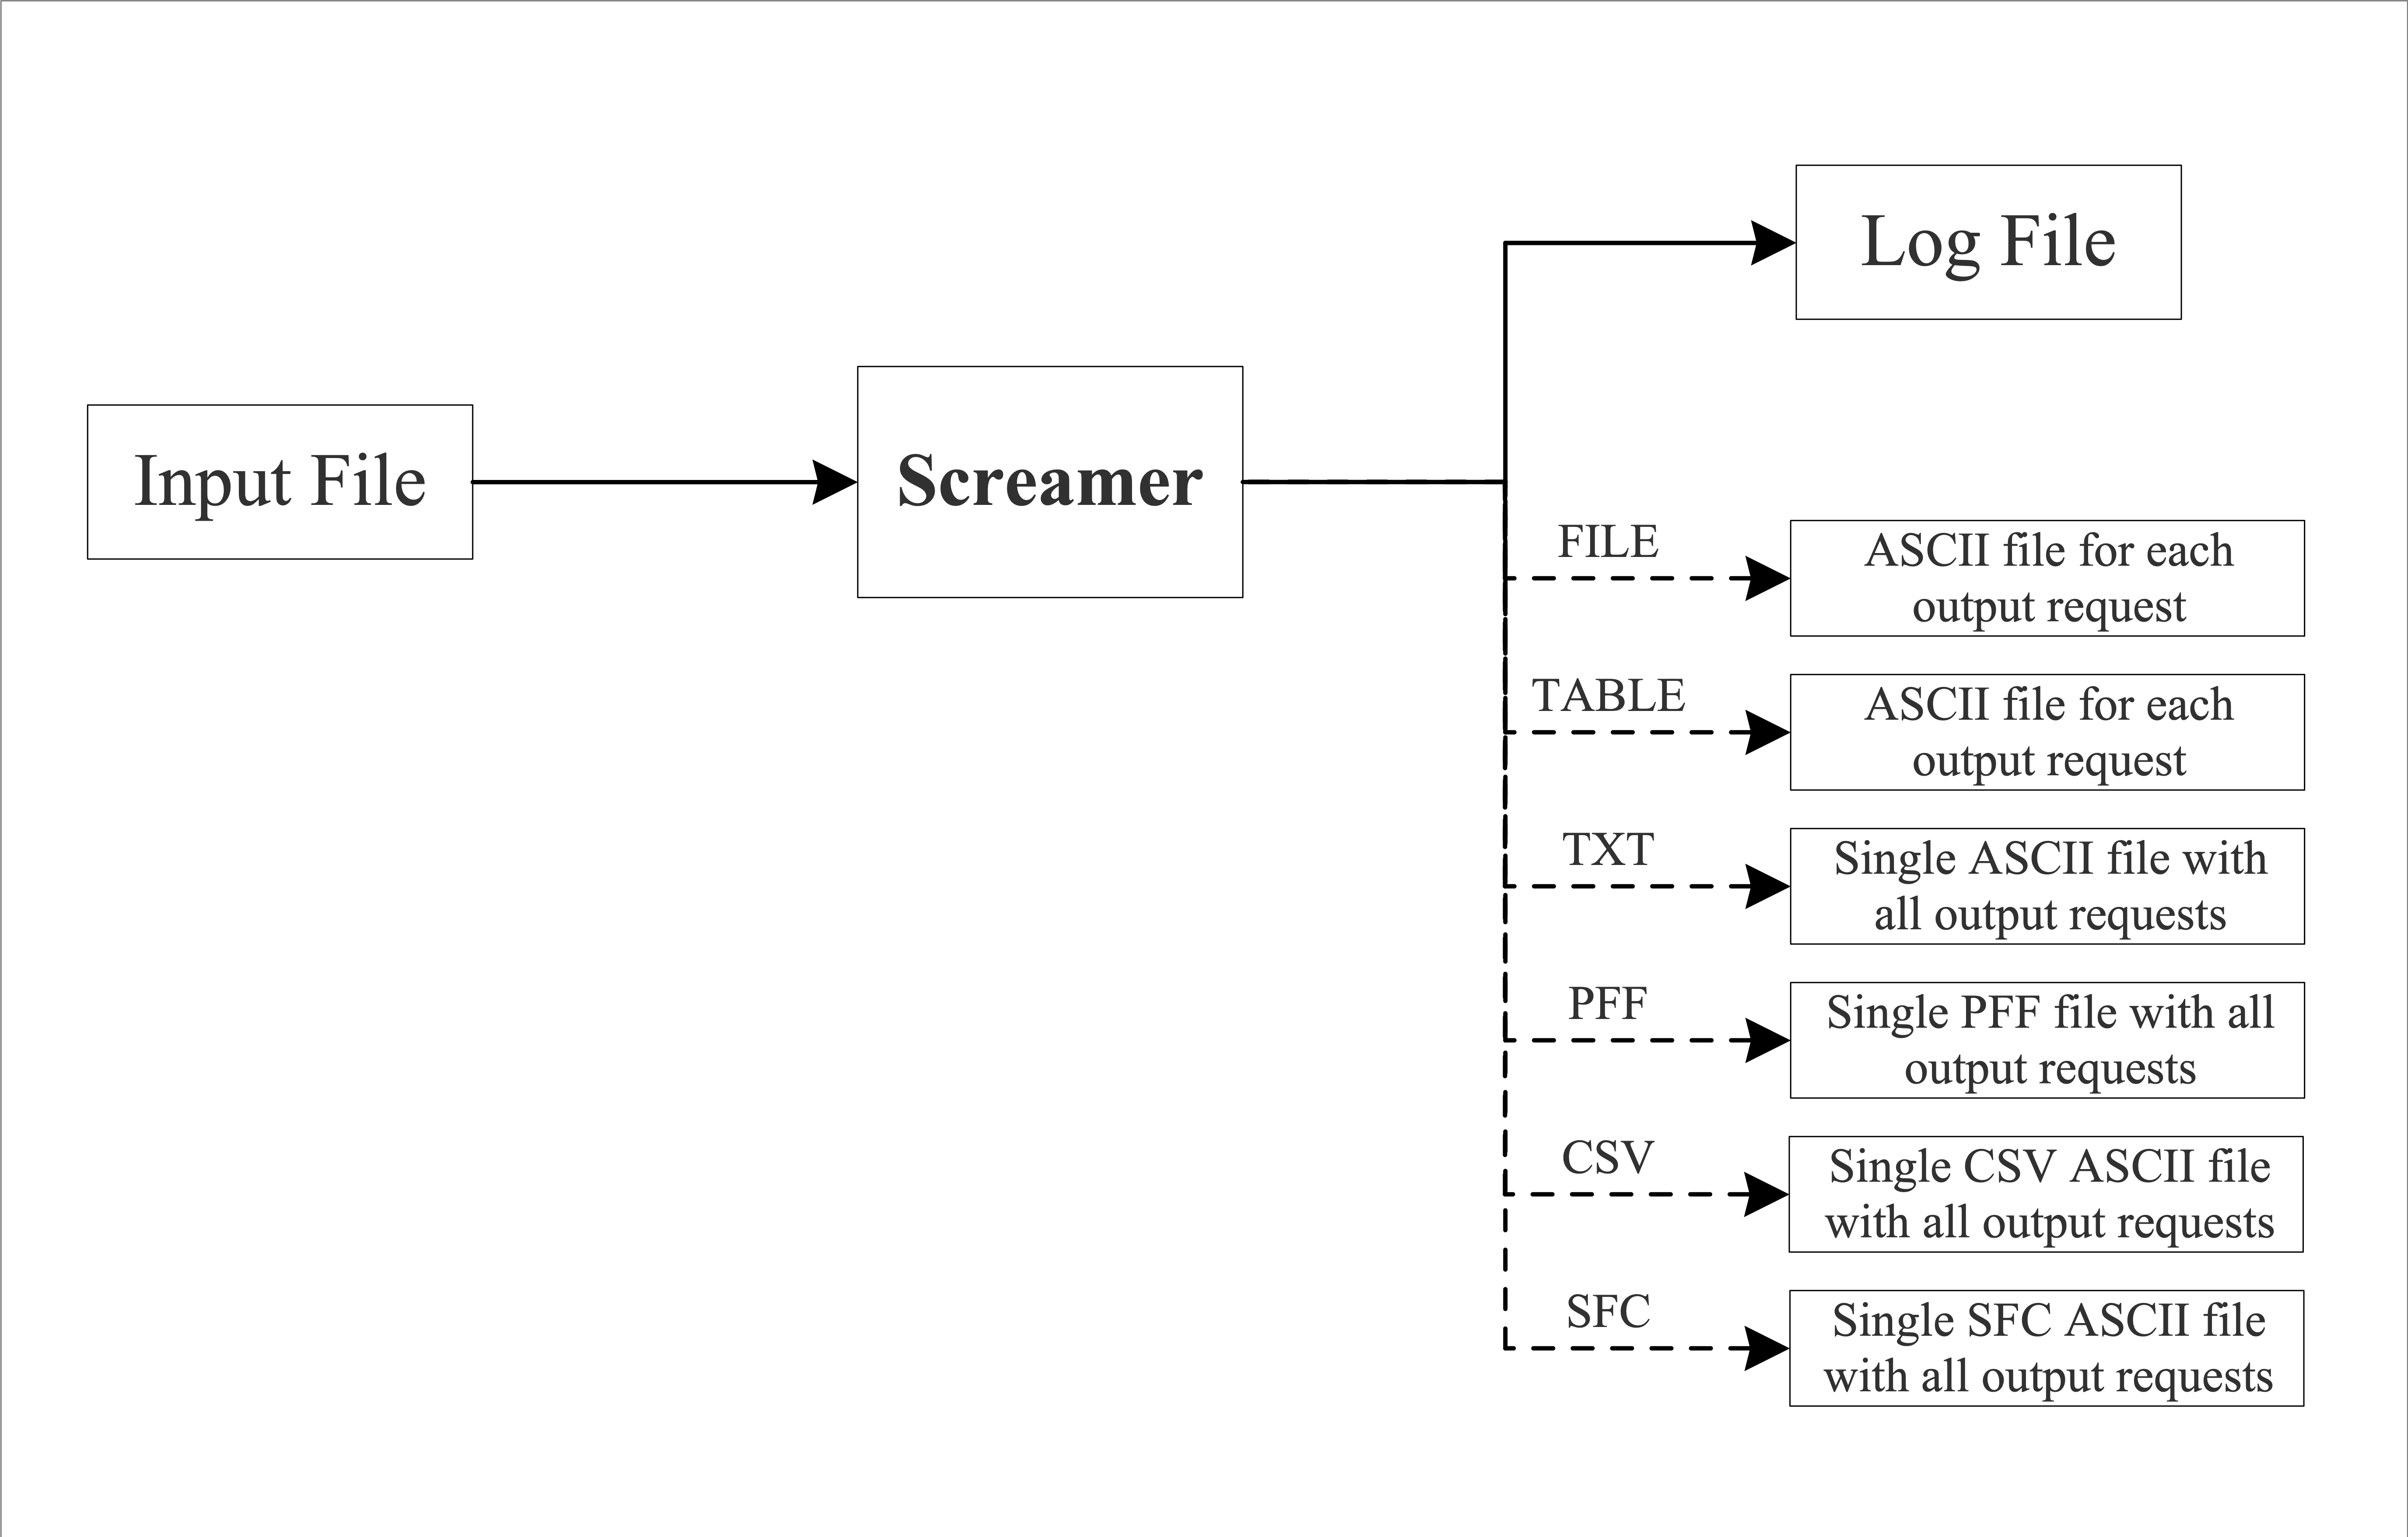 Log File
Input File
Screamer
FILE
ASCII file for each
output request
TABLE
ASCII file for each
output request
TXT
Single ASCII file with
all output requests
PFF
Single PFF file with all
output requests
CSV
Single CSV ASCII file
with all output requests
SFC
Single SFC ASCII file
with all output requests